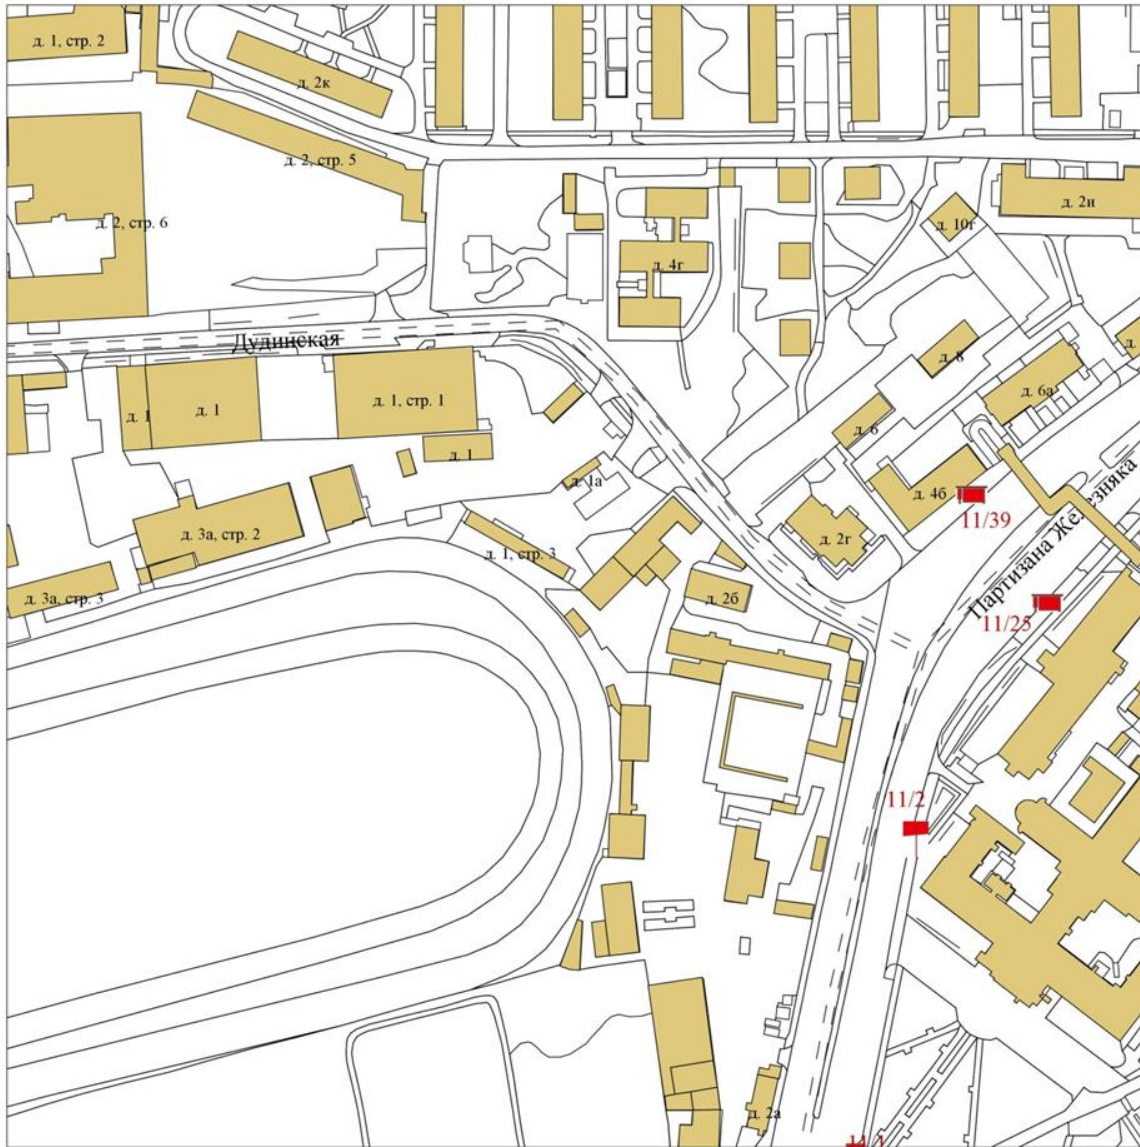 д. 1, стр. 2
д. 2к
д. 2, стр. 5
д. 2и
д. 2, стр. 6
д. 10г
д. 4г
Дудинская
д. 8
д.
д. 6а
д. 1, стр. 1
д. 1
д. 1
д. 6
д. 1
д. 1а
Партизана Железняка
д. 4б
11/39
д. 3а, стр. 2
д. 2г
д. 1, стр. 3
д. 3а, стр. 3
д. 2б
11/25
11/2
д. 2а